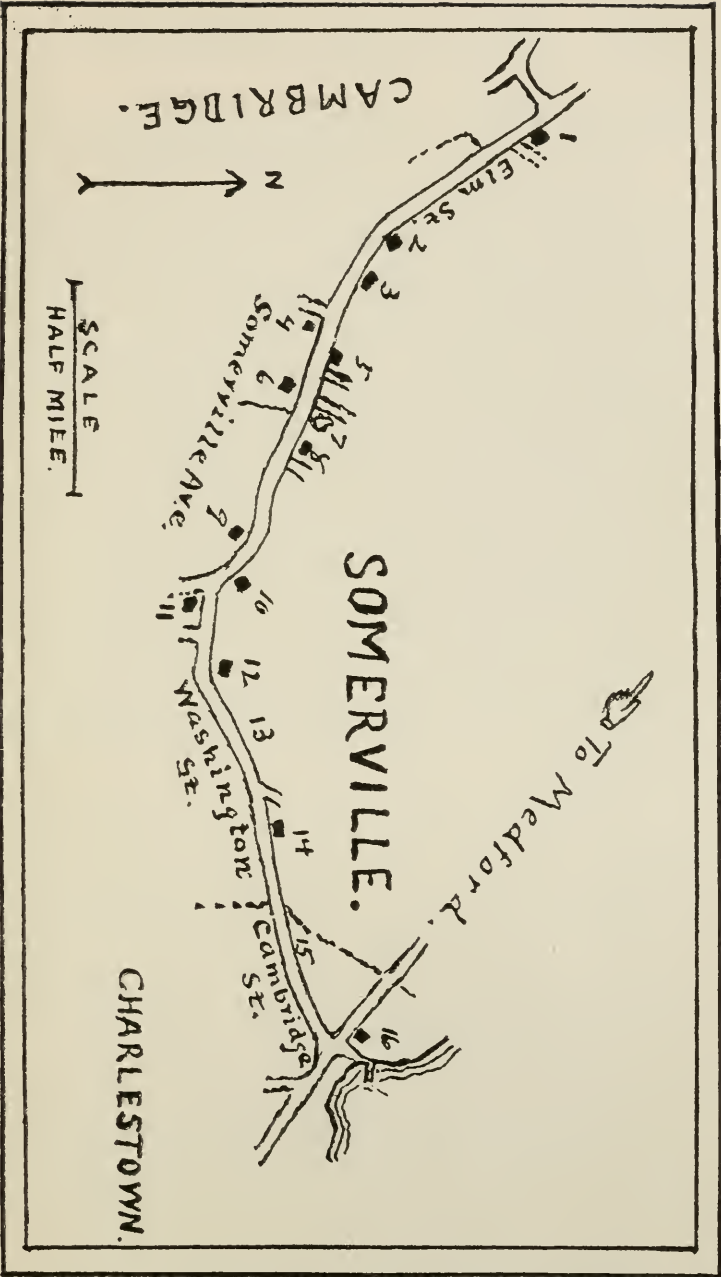 CAMBRIDGE.
N
SCALE
HALF MILE.
SOMERVILLE.
CHARLESTOWN.
To Medford.
Elm St.
Somerville Ave.
Washington
St.
Cambridge
St.
1
2
3
4
5
6
7
8
9
10
11
12
13
14
15
16